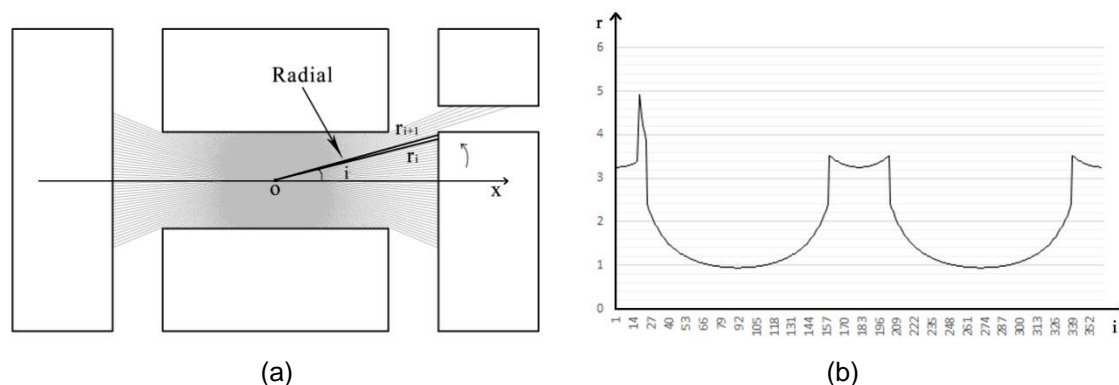 Radial
r i+1
r i
i
o
x
(a)
r
6
5
4
3
2
1
0
1 14 27 40 53 66 79 92 105 118 131 144 157 170 183 196 209 222 235 248 261 274 287 300 313 326 339 352
i
(b)